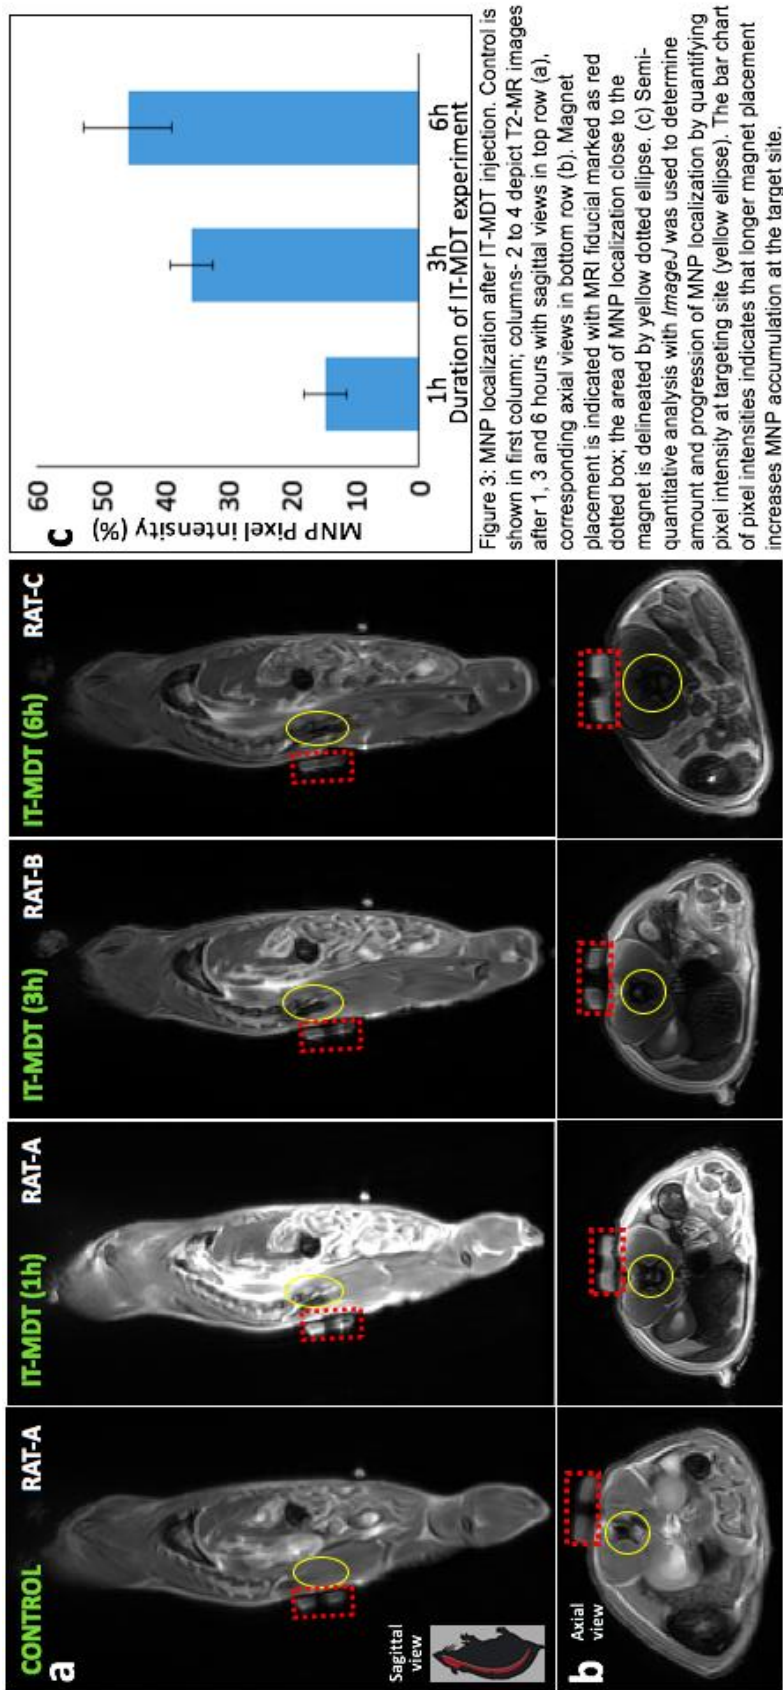 CONTROL
RAT-A
IT-MDT (1h)
RAT-A
IT-MDT (3h)
RAT-B
IT-MDT (6h)
RAT-C
a
Sagittal
view
b
Axial
view
c
MNP Pixel intensity (%)
60
50
40
30
20
10
0
1h
3h
6h
Duration of IT-MDT experiment
Figure 3: MNP localization after IT-MDT injection. Control is
shown in first column; columns- 2 to 4 depict T2-MR images
after 1, 3 and 6 hours with sagittal views in top row (a),
corresponding axial views in bottom row (b). Magnet
placement is indicated with MRI fiducial marked as red
dotted box; the area of MNP localization close to the
magnet is delineated by yellow dotted ellipse. (c) Semi-
quantitative analysis with ImageJ was used to determine
amount and progression of MNP localization by quantifying
pixel intensity at targeting site (yellow ellipse). The bar chart
of pixel intensities indicates that longer magnet placement
increases MNP accumulation at the target site.